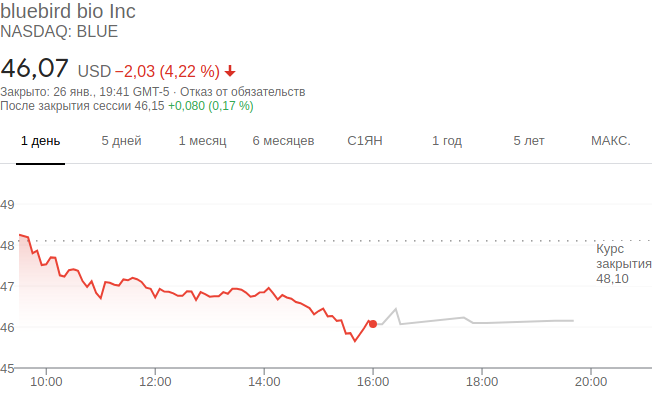 bluebird bio Inc
NASDAQ: BLUE
46,07 USD −2,03 (4,22 %)
Закрыто: 26 янв., 19:41 GMT-5 · Отказ от обязательств
После закрытия сессии 46,15 +0,080 (0,17 %)
1 день 5 дней 1 месяц 6 месяцев С1ЯН 1 год 5 лет МАКС.
49
48
47
46
45
Курс
закрытия
48,10
10:00 12:00 14:00 16:00 18:00 20:00